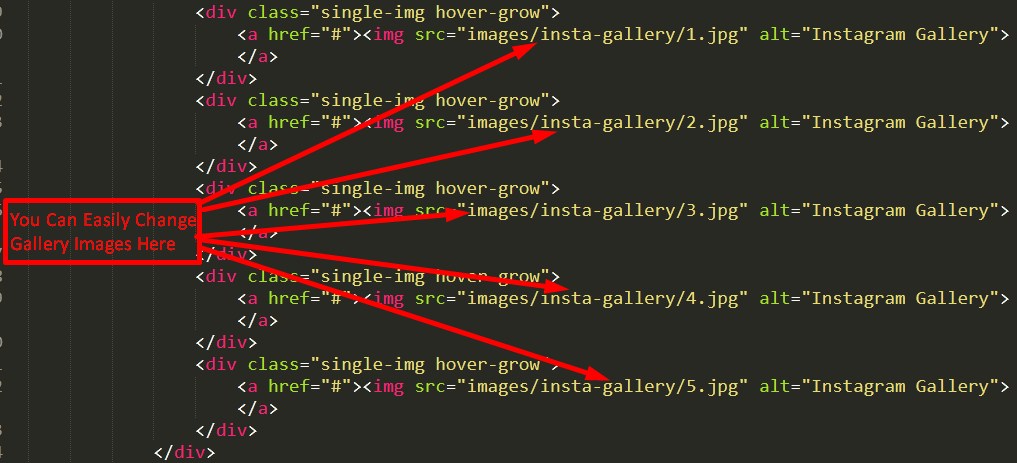 <div class="single-img hover-grow">
<a href="#"><img src="images/insta-gallery/1.jpg" alt="Instagram Gallery">
</a>
</div>
<div class="single-img hover-grow">
<a href="#"><img src="images/insta-gallery/2.jpg" alt="Instagram Gallery">
</a>
</div>
<div class="single-img hover-grow">
You Can Easily Change
<a href="#"><img src="images/insta-gallery/3.jpg" alt="Instagram Gallery">
</a>
Gallery Images Here
</div>
<div class="single-img hover-grow">
<a href="#"><img src="images/insta-gallery/4.jpg" alt="Instagram Gallery">
</a>
</div>
<div class="single-img hover-grow">
<a href="#"><img src="images/insta-gallery/5.jpg" alt="Instagram Gallery">
</a>
</div>
</div>